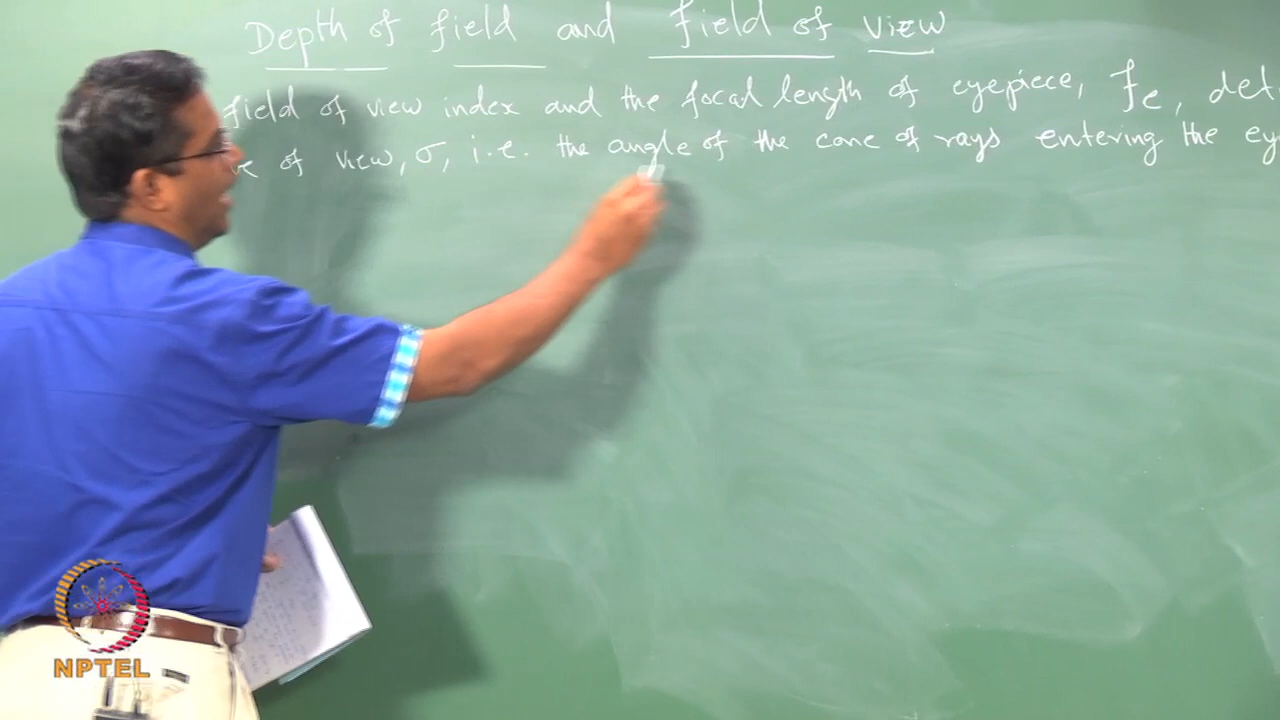 Depth of field and field of view
field of view index and the focal length of eyepiece, fe, det
of view, σ, i.e. the angle of the cone of rays entering the ey
NPTEL